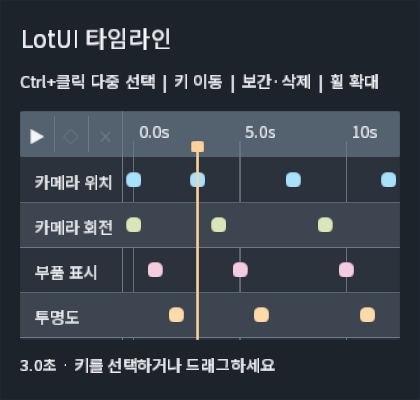 LotUI 타임라인
Ctrl+클릭 다중 선택 | 키 이동 | 보간·삭제 | 휠 확대
0.0s 5.0s 10s
카메라 위치
카메라 회전
부품 표시
투명도
3.0초 · 키를 선택하거나 드래그하세요